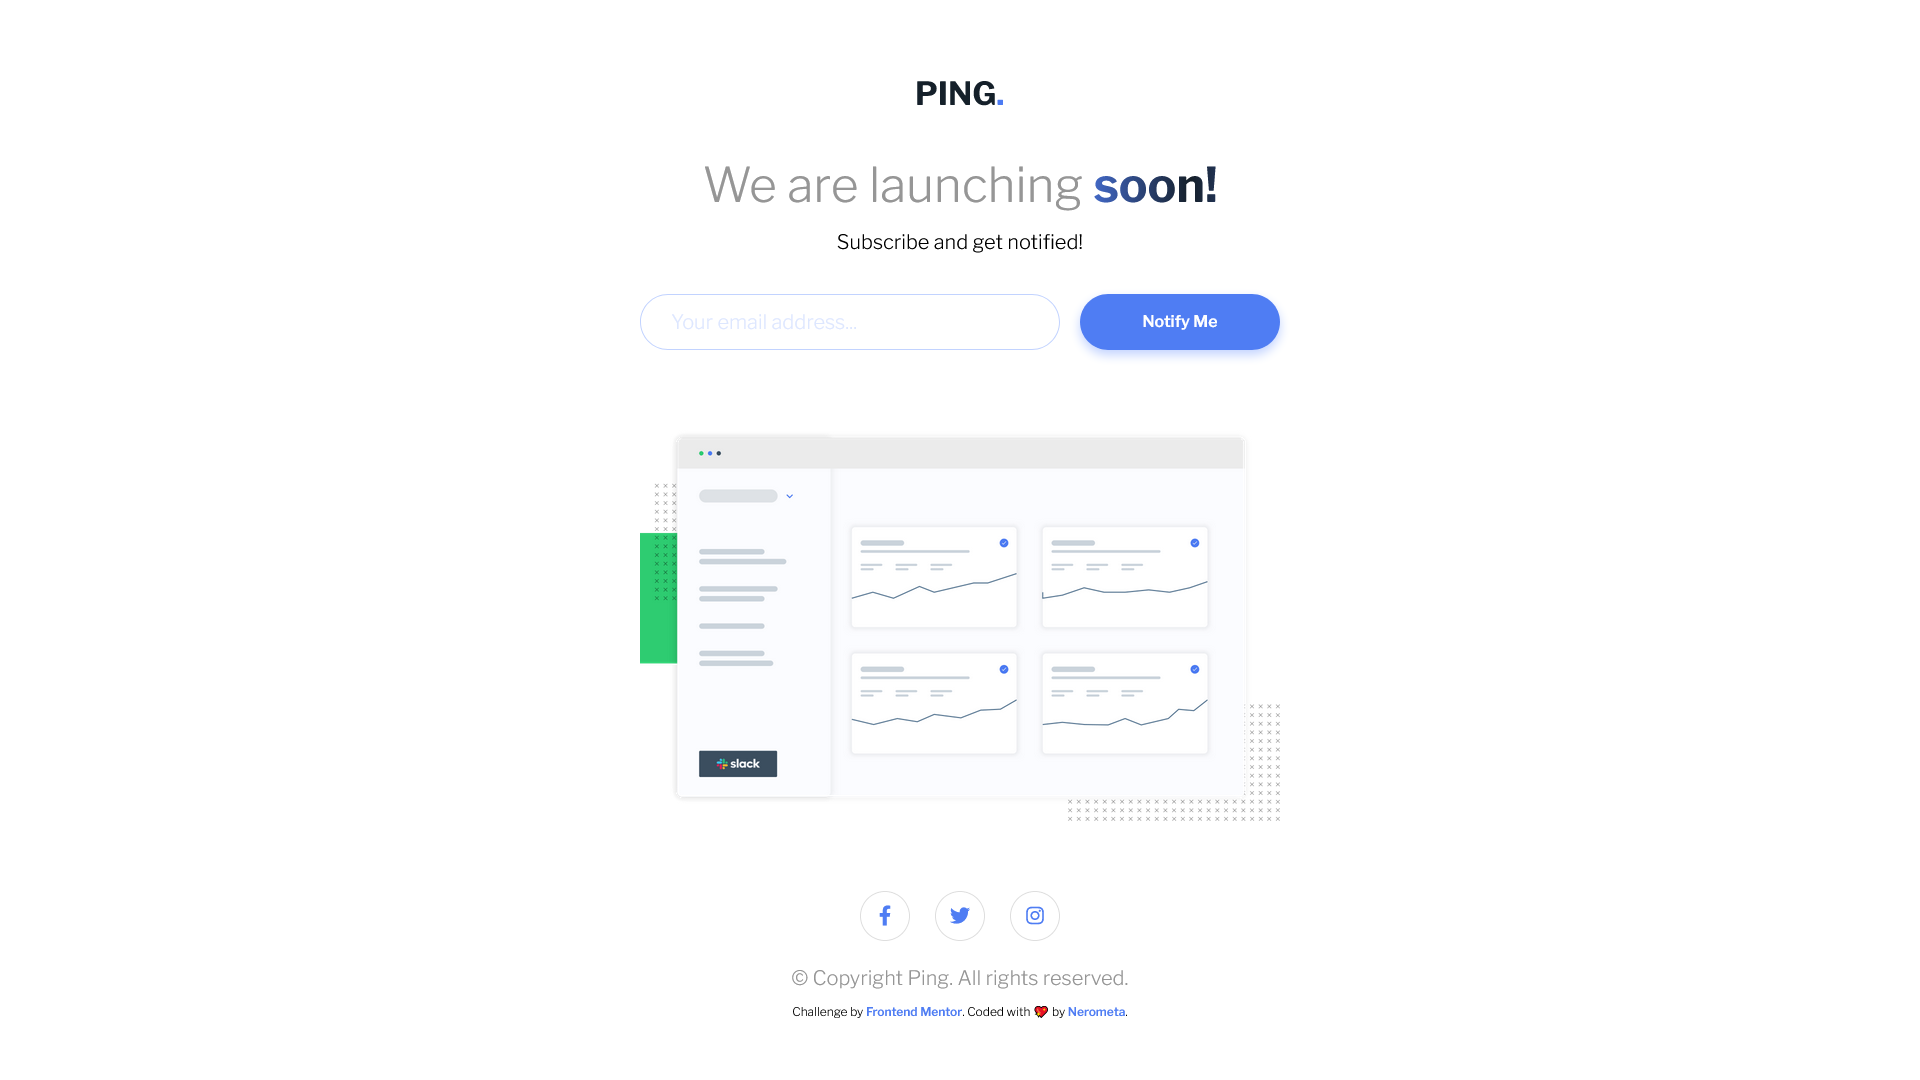 PING.
We are launching soon!
Subscribe and get notified!
Your email address...
Notify Me
slack
© Copyright Ping. All rights reserved.
Challenge by Frontend Mentor. Coded with 💖 by Nerometa.